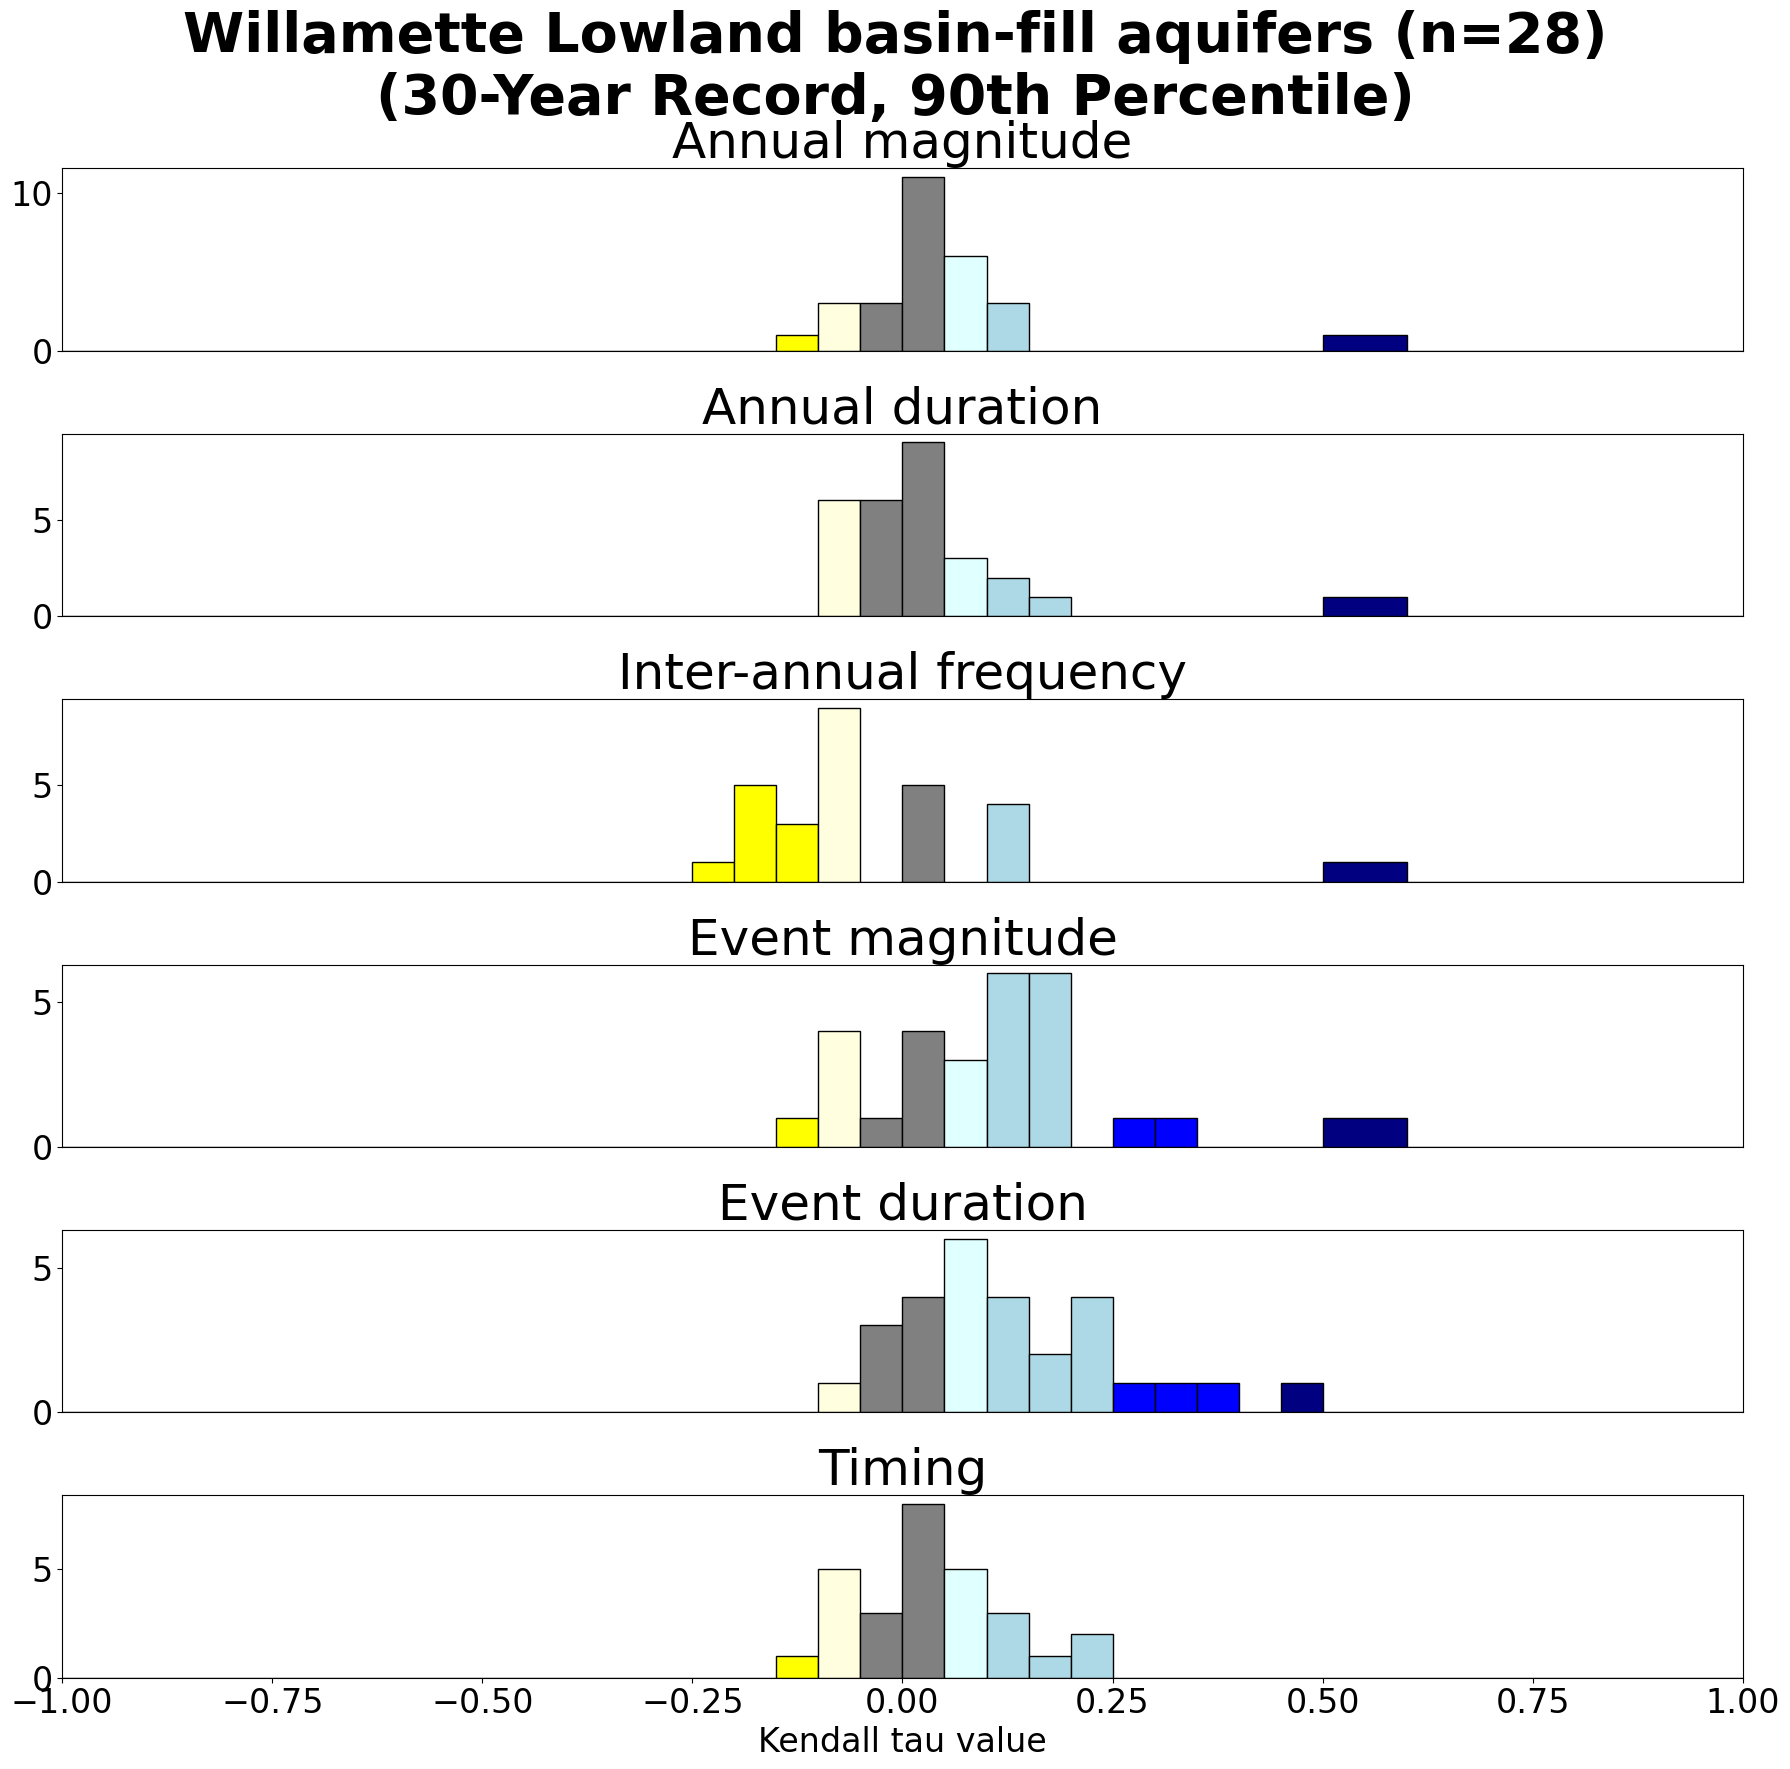 Willamette Lowland basin-fill aquifers (n=28)
(30-Year Record, 90th Percentile)
Annual magnitude
10
0
Annual duration
5
0
Inter-annual frequency
5
0
Event magnitude
5
0
Event duration
5
0
Timing
5
0
−1.00 −0.75 −0.50 −0.25 0.00 0.25 0.50 0.75 1.00
Kendall tau value